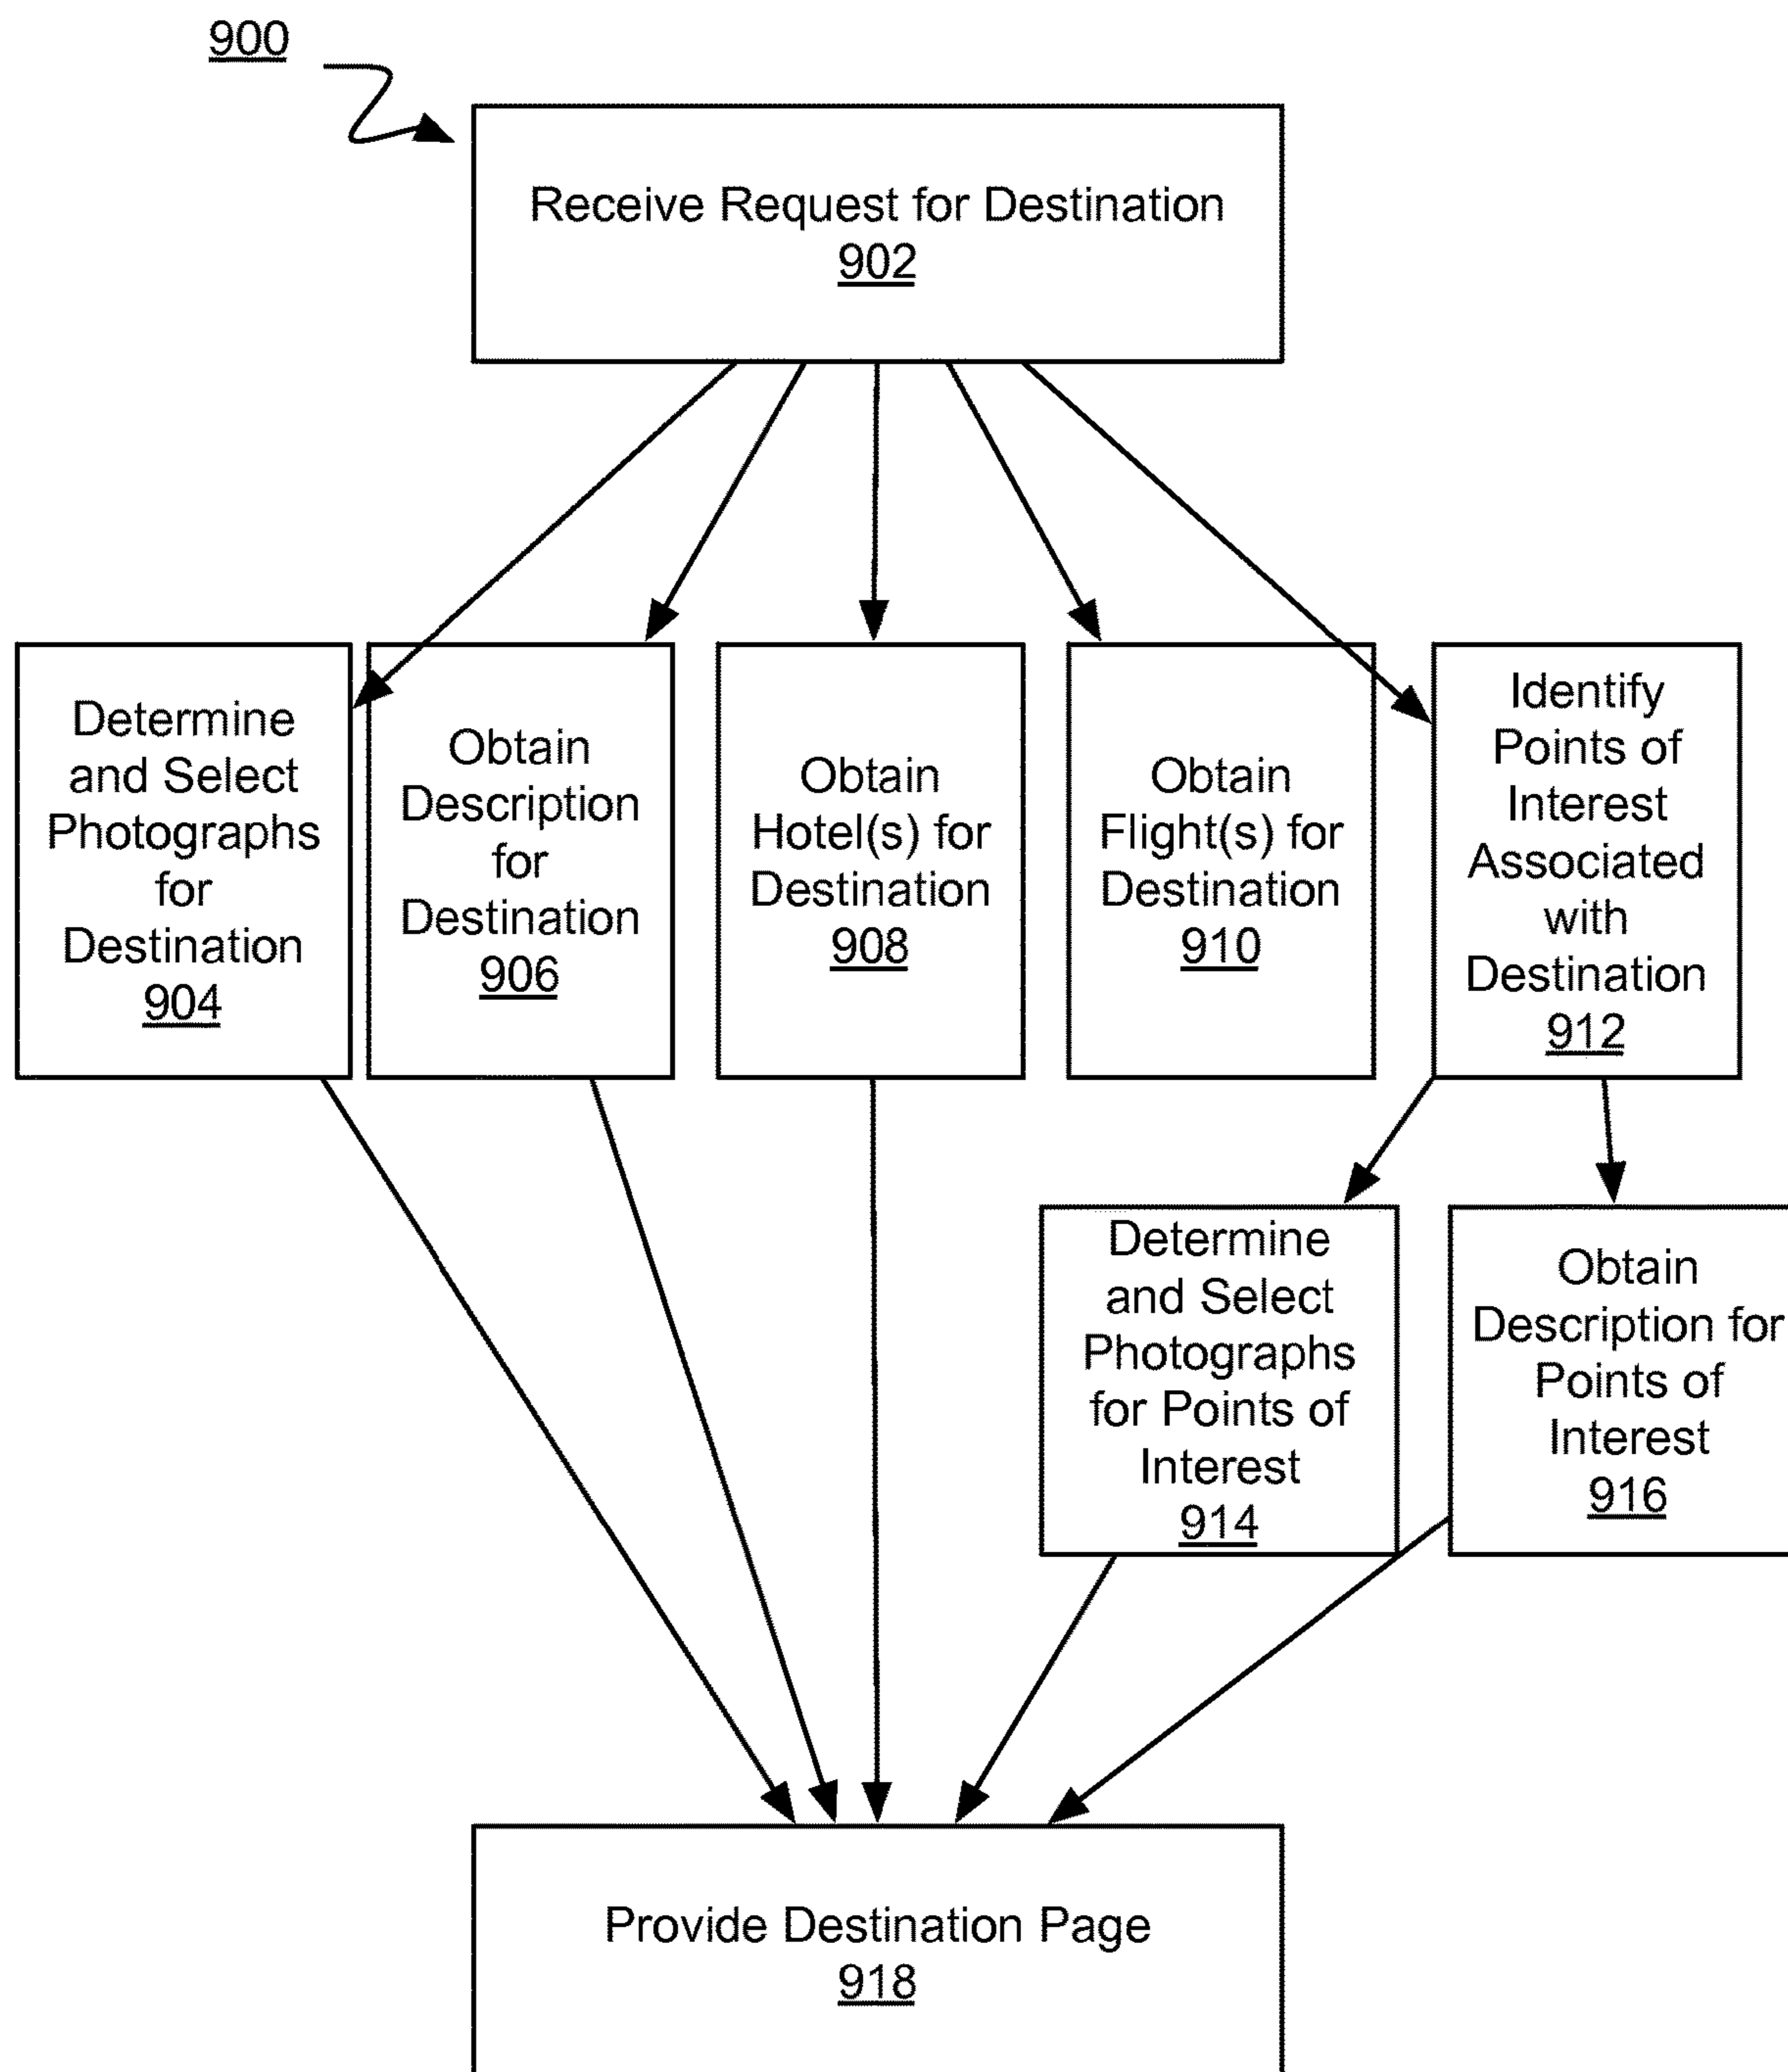 900
Receive Request for Destination
902
Determine
and Select
Photographs
for
Destination
904
Obtain
Description
for
Destination
906
Obtain
Hotel(s) for
Destination
908
Obtain
Flight(s) for
Destination
910
Identify
Points of
Interest
Associated
with
Destination
912
Determine
and Select
Photographs
for Points of
Interest
914
Obtain
Description for
Points of
Interest
916
Provide Destination Page
918